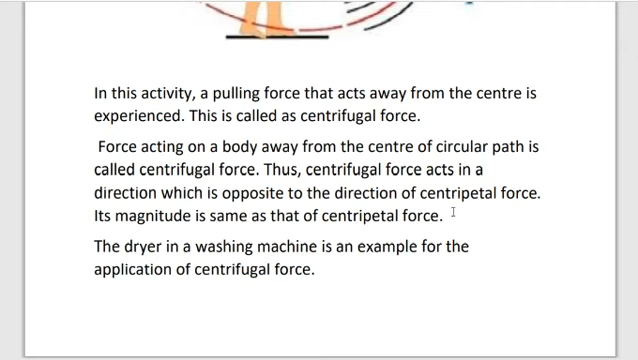 In this activity, a pulling force that acts away from the centre is
experienced. This is called as centrifugal force.
Force acting on a body away from the centre of circular path is
called centrifugal force. Thus, centrifugal force acts in a
direction which is opposite to the direction of centripetal force.
Its magnitude is same as that of centripetal force.
The dryer in a washing machine is an example for the
application of centrifugal force.